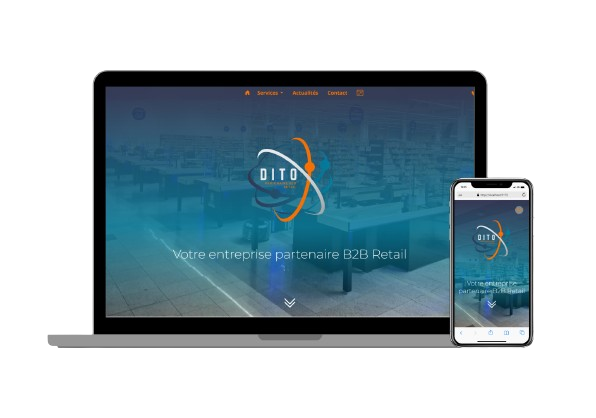 Services
Actualités
Contact
DITO
Votre entreprise partenaire B2B Retail
DITO
Votre entreprise
partenaire B2B Retail